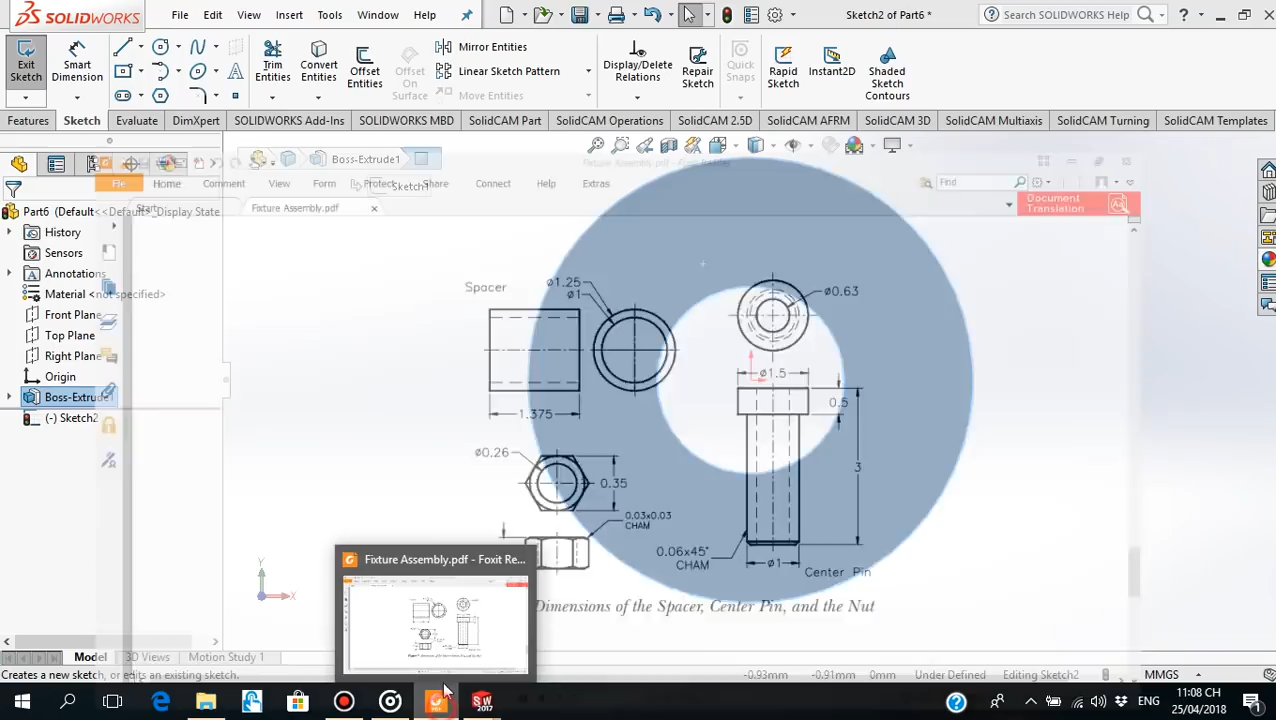 SOLIDWORKS File Edit View Insert Tools Window Help Sketch2 of Part6 * Search SOLIDWORKS Help ?
Exit Sketch Smart Dimension Trim Entities Convert Entities Offset Entities Offset On Surface Mirror Entities Linear Sketch Pattern Move Entities Display/Delete Relations Repair Sketch Quick Snaps Rapid Sketch Instant2D Shaded Sketch Contours
Features Sketch Evaluate DimXpert SOLIDWORKS Add-Ins SOLIDWORKS MBD SolidCAM Part SolidCAM Operations SolidCAM 2.5D SolidCAM AFRM SolidCAM 3D SolidCAM Multiaxis SolidCAM Turning SolidCAM Templates
Boss-Extrude1
File Home Comment View Form Protect Share Connect Help Extras Find
Sketch1
Document Translation
Start Fixture Assembly.pdf
Part6 (Default<<Default>_Display State
History
Sensors
Annotations
Material <not specified>
Front Plane
Top Plane
Right Plane
Origin
Boss-Extrude
(-) Sketch2
Spacer
ø1.25
ø1
ø0.63
ø1.5
1.375
0.5
ø0.26
0.35
3
0.03x0.03
CHAM
0.06x45°
CHAM
ø1
Center Pin
Dimensions of the Spacer, Center Pin, and the Nut
Fixture Assembly.pdf - Foxit Re...
Y
X
Model 3D Views Motion Study 1
Creates a new sketch, or edits an existing sketch. -0.93mm -0.91mm 0mm Under Defined Editing Sketch2 MMGS
SW 2017
ENG
11:08 CH
25/04/2018